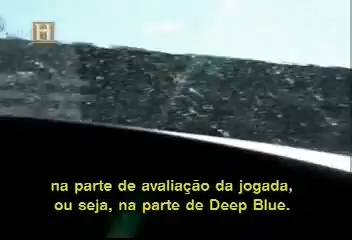 H
na parte de avaliação da jogada,
ou seja, na parte de Deep Blue.